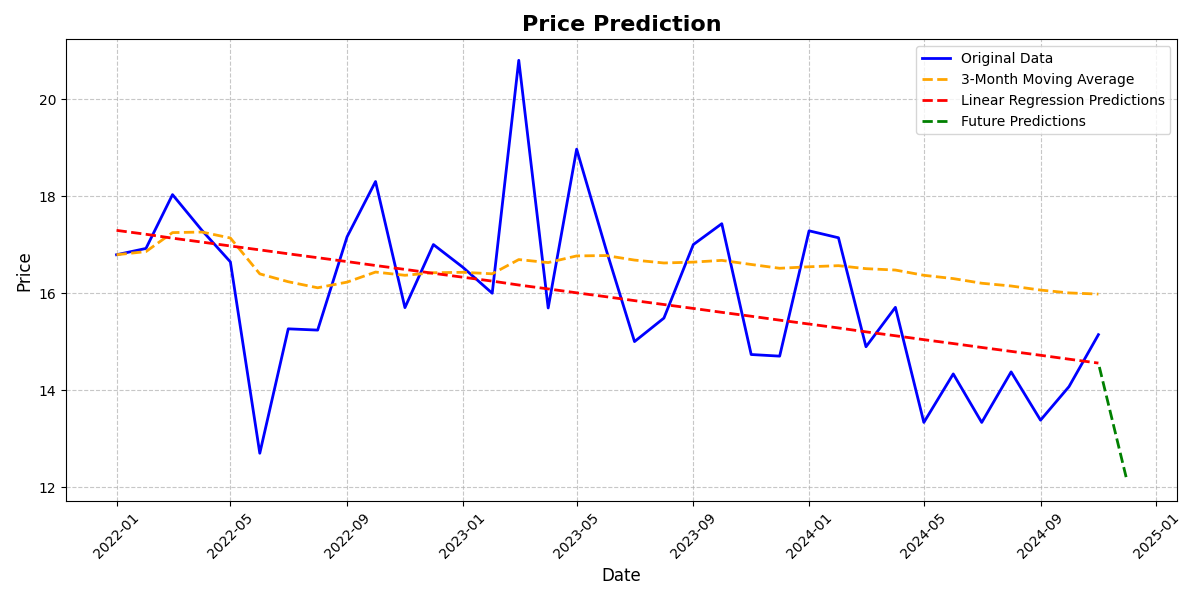 Price Prediction
Original Data
3-Month Moving Average
Linear Regression Predictions
Future Predictions
Price
20
18
16
14
12
2022-01
2022-05
2022-09
2023-01
2023-05
2023-09
2024-01
2024-05
2024-09
2025-01
Date